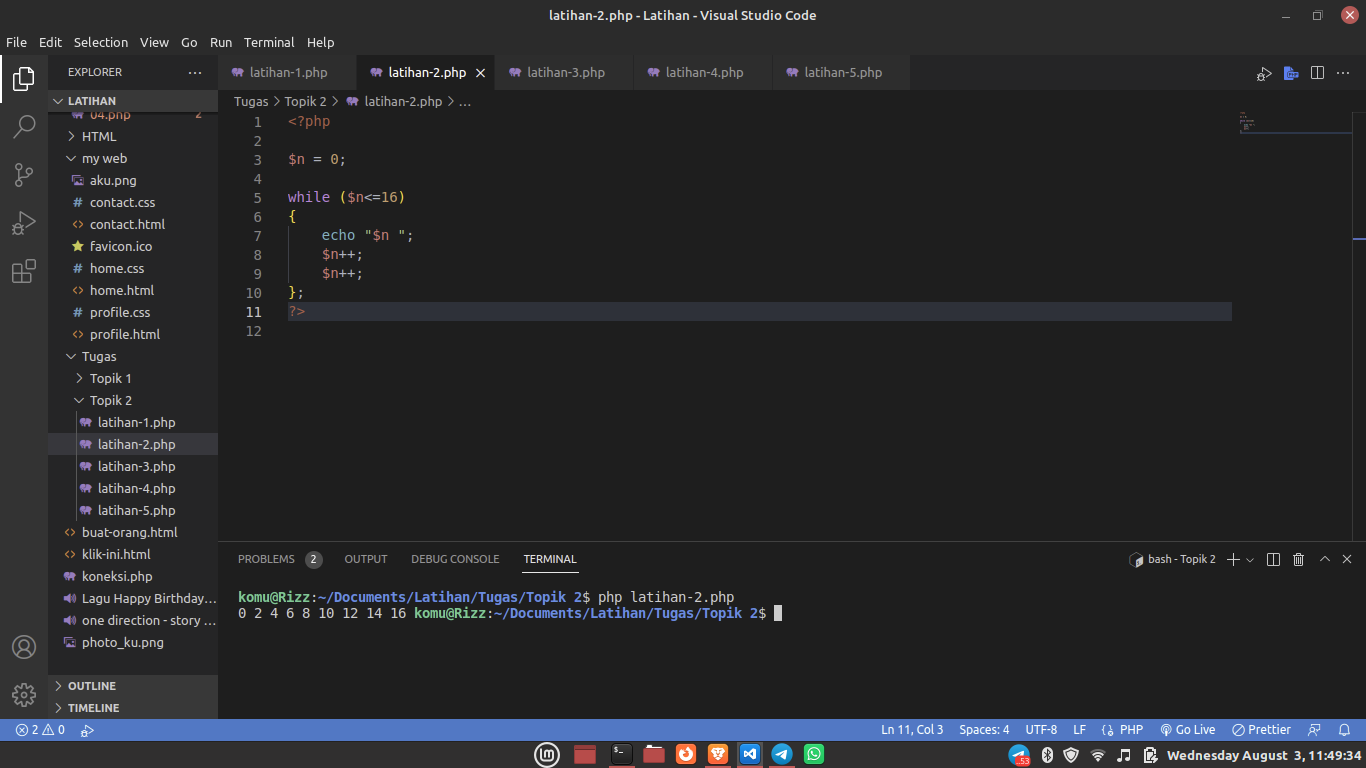 latihan-2.php - Latihan - Visual Studio Code
File Edit Selection View Go Run Terminal Help
EXPLORER
latihan-1.php latihan-2.php latihan-3.php latihan-4.php latihan-5.php
LATIHAN
Tugas > Topik 2 > latihan-2.php > ...
04.php 2
HTML
my web
aku.png
contact.css
contact.html
favicon.ico
home.css
home.html
profile.css
profile.html
Tugas
Topik 1
Topik 2
latihan-1.php
latihan-2.php
latihan-3.php
latihan-4.php
latihan-5.php
buat-orang.html
klik-ini.html
koneksi.php
Lagu Happy Birthday...
one direction - story ...
photo_ku.png
OUTLINE
TIMELINE
1 <?php
2
3 $n = 0;
4
5 while ($n<=16)
6 {
7     echo "$n ";
8     $n++;
9     $n++;
10 };
11 ?>
12
PROBLEMS 2 OUTPUT DEBUG CONSOLE TERMINAL
bash - Topik 2
komu@Rizz:~/Documents/Latihan/Tugas/Topik 2$ php latihan-2.php
0 2 4 6 8 10 12 14 16 komu@Rizz:~/Documents/Latihan/Tugas/Topik 2$
2 0
Ln 11, Col 3 Spaces: 4 UTF-8 LF PHP Go Live Prettier
53
Wednesday August 3, 11:49:34